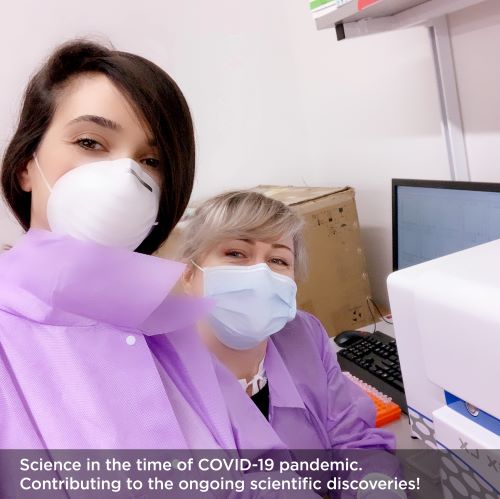 Science in the time of COVID-19 pandemic.
Contributing to the ongoing scientific discoveries!